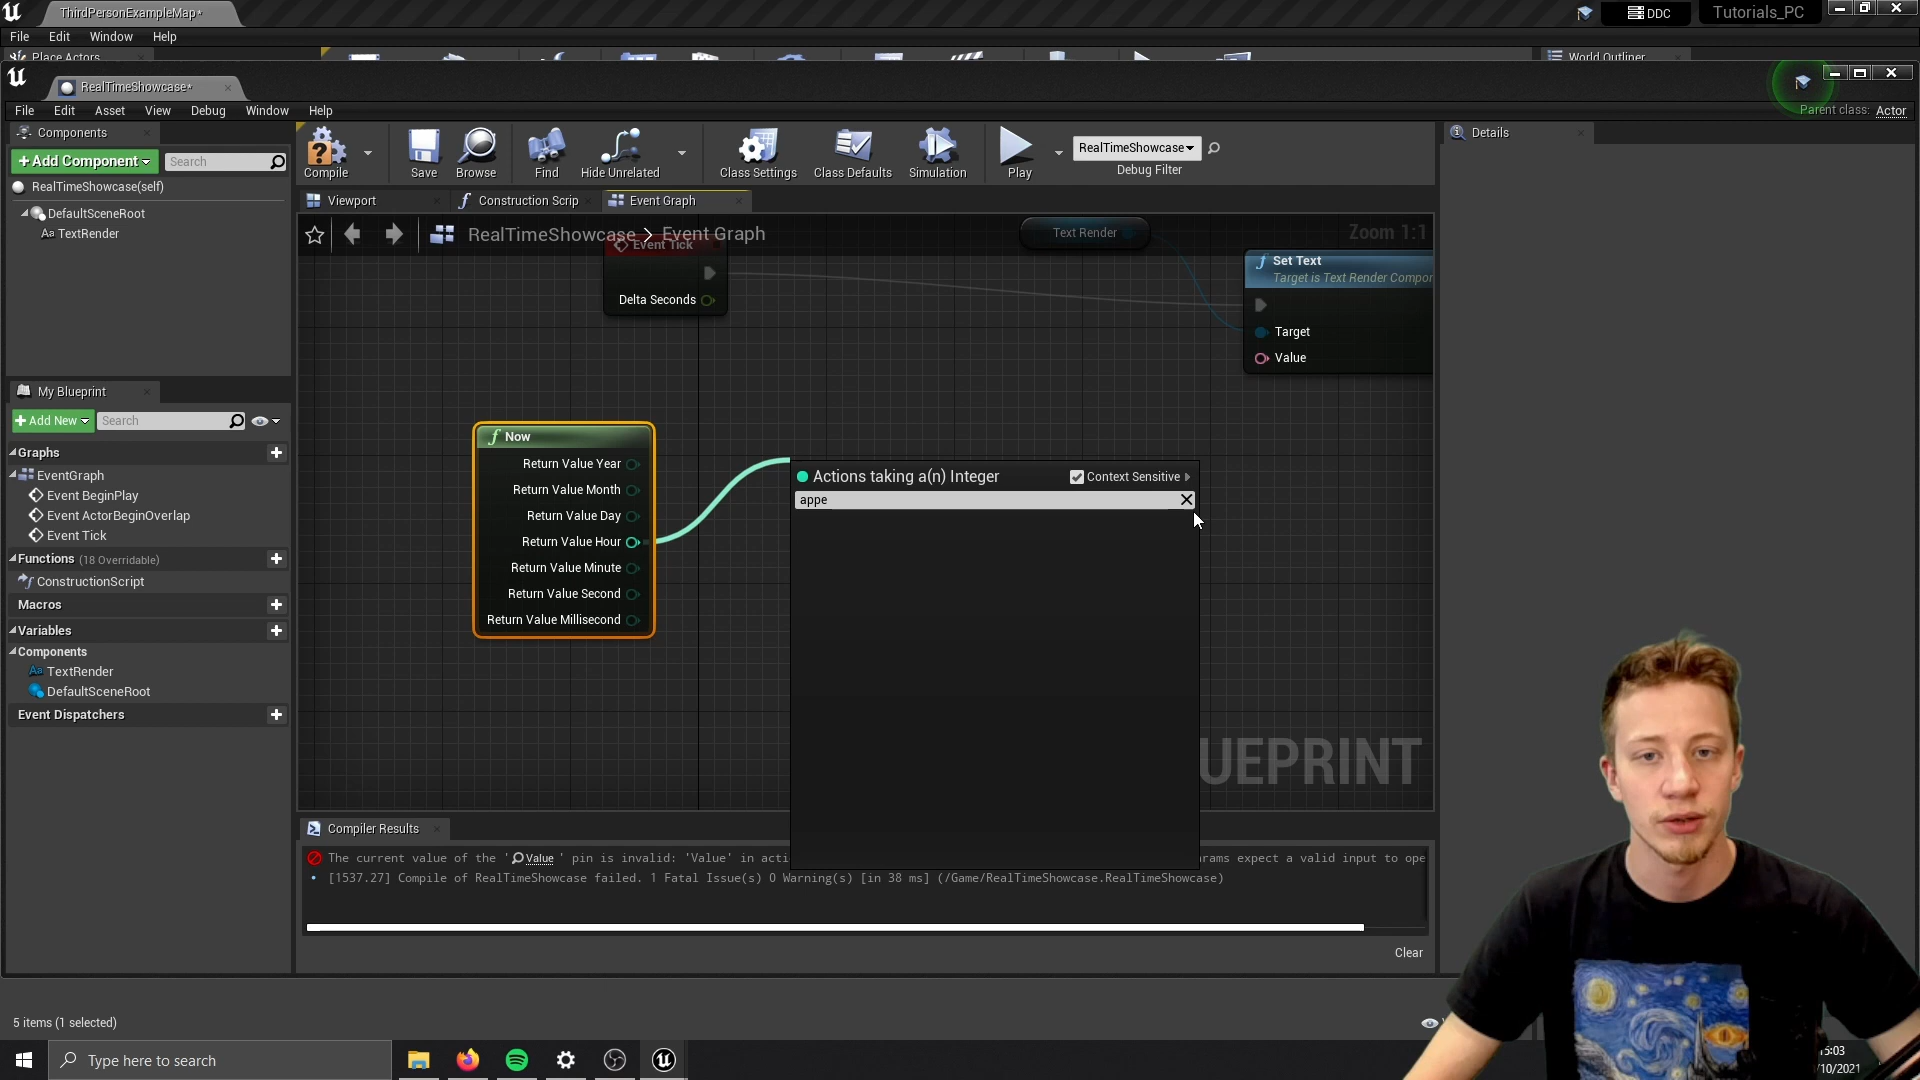 ThirdPersonExampleMap*
DDC
Tutorials_PC
File Edit Window Help
Place Actors
World Outliner
RealTimeShowcase*
File Edit Asset View Debug Window Help
Parent class: Actor
Components
+Add Component
Search
RealTimeShowcase(self)
DefaultSceneRoot
Aa TextRender
Compile
Save
Browse
Find
Hide Unrelated
Class Settings
Class Defaults
Simulation
Play
RealTimeShowcase
Debug Filter
Details
Viewport
Construction Scrip
Event Graph
RealTimeShowcase > Event Graph
Zoom 1:1
Event Tick
Delta Seconds
Text Render
Set Text
Target is Text Render Compor
Target
Value
My Blueprint
+Add New
Search
Graphs
EventGraph
Event BeginPlay
Event ActorBeginOverlap
Event Tick
Functions (18 Overridable)
ConstructionScript
Macros
Variables
Components
Aa TextRender
DefaultSceneRoot
Event Dispatchers
f Now
Return Value Year
Return Value Month
Return Value Day
Return Value Hour
Return Value Minute
Return Value Second
Return Value Millisecond
Actions taking a(n) Integer
Context Sensitive
appe
UEPRINT
Compiler Results
The current value of the ' Value ' pin is invalid: 'Value' in acti
rams expect a valid input to ope
[1537.27] Compile of RealTimeShowcase failed. 1 Fatal Issue(s) 0 Warning(s) [in 38 ms] (/Game/RealTimeShowcase.RealTimeShowcase)
Clear
5 items (1 selected)
Type here to search
5:03
/10/2021